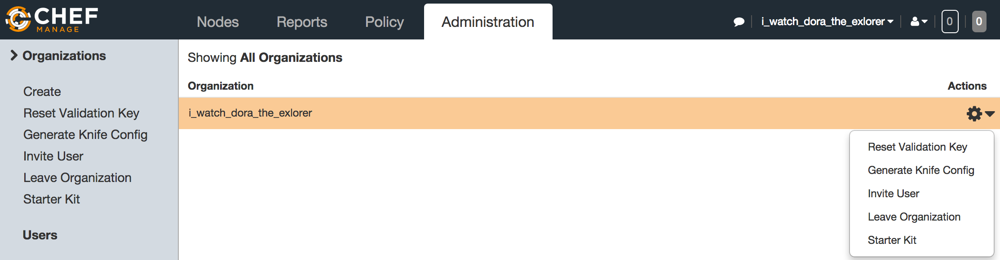 CHEF
MANAGE
Nodes Reports Policy Administration i_watch_dora_the_exlorer 0 0
Organizations
Create
Reset Validation Key
Generate Knife Config
Invite User
Leave Organization
Starter Kit
Users
Showing All Organizations
Organization Actions
i_watch_dora_the_exlorer
Reset Validation Key
Generate Knife Config
Invite User
Leave Organization
Starter Kit